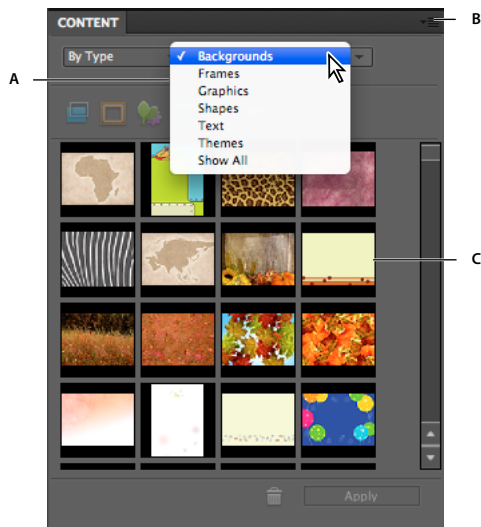 CONTENT
B
By Type
✓ Backgrounds
A
Frames
Graphics
Shapes
Text
Themes
Show All
C
Apply